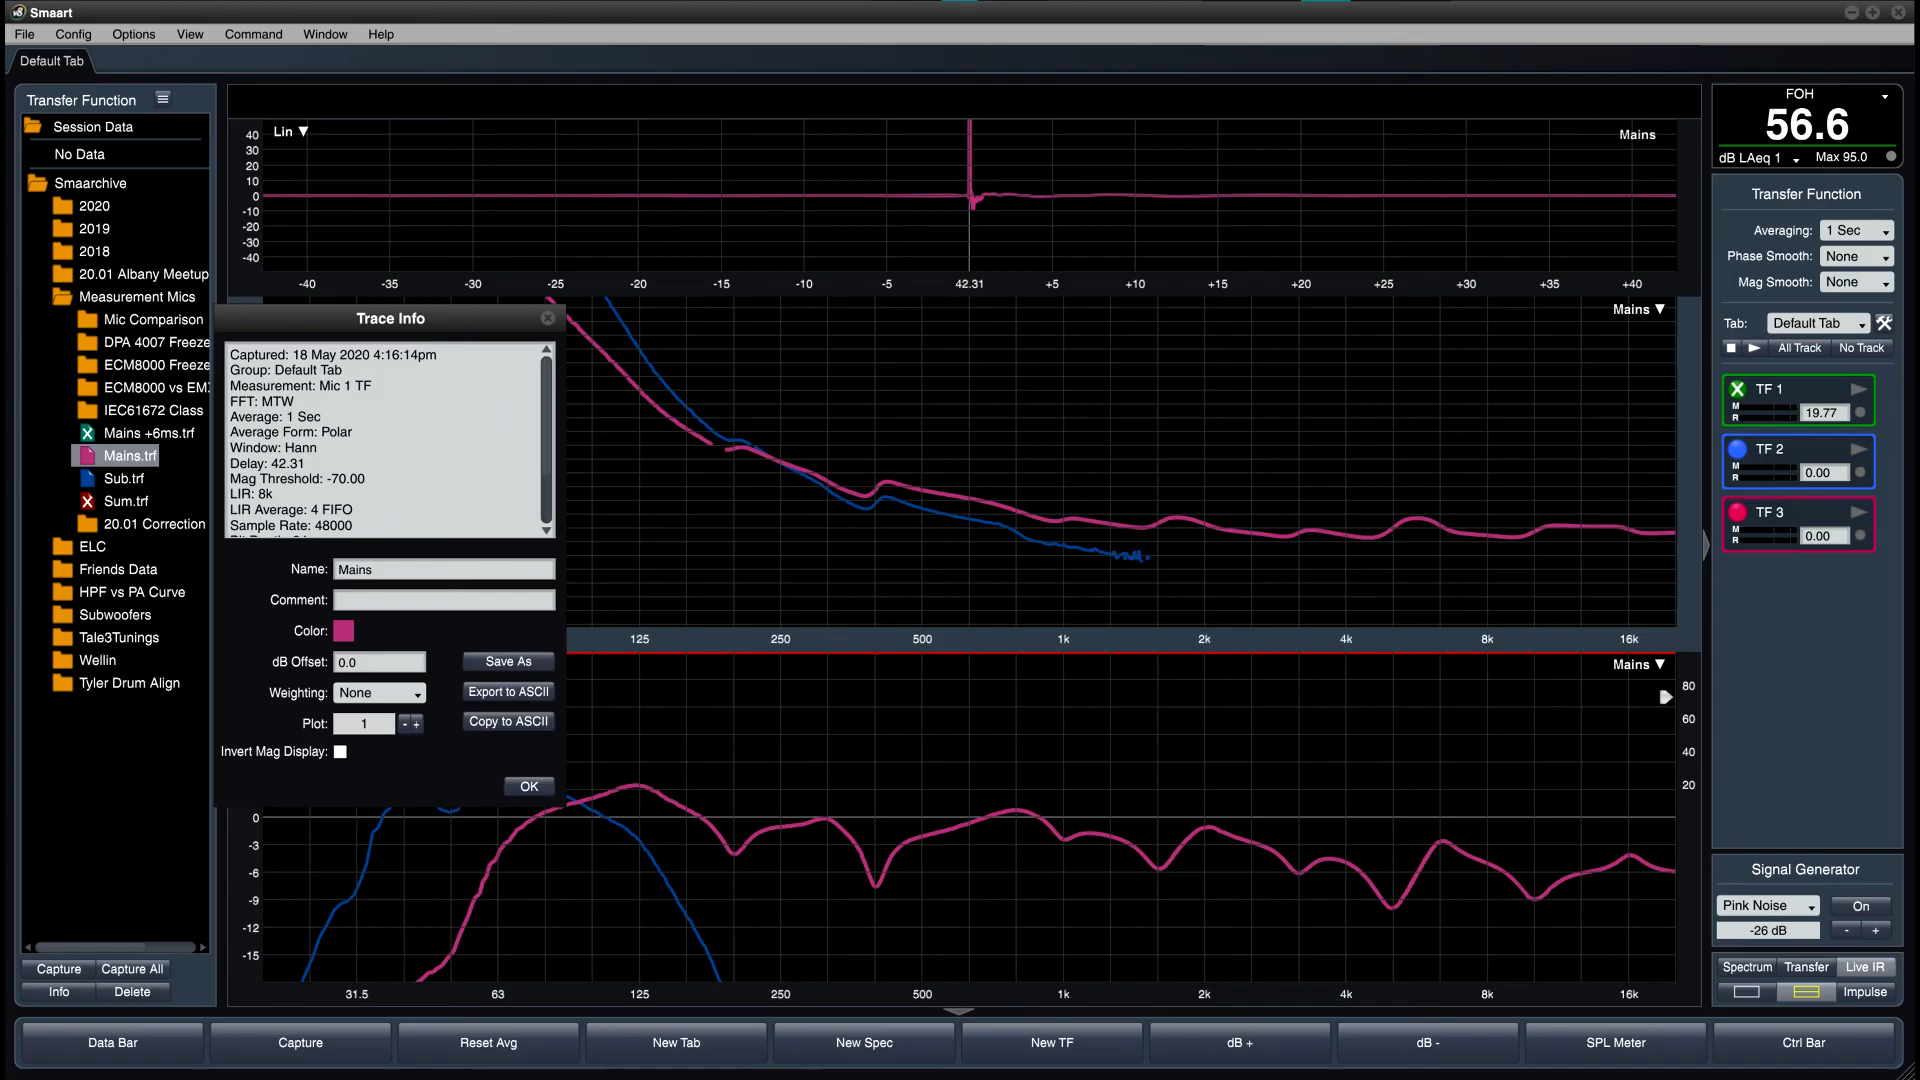 Smaart
File Config Options View Command Window Help
Default Tab
Transfer Function
Session Data
No Data
Smaarchive
2020
2019
2018
20.01 Albany Meetup
Measurement Mics
Mic Comparison
DPA 4007 Freeze
ECM8000 Freeze
ECM8000 vs EM
IEC61672 Class
Mains +6ms.trf
Mains.trf
Sub.trf
Sum.trf
20.01 Correction
ELC
Friends Data
HPF vs PA Curve
Subwoofers
Tale3Tunings
Wellin
Tyler Drum Align
Capture Capture All
Info Delete
Lin ▼
Mains
40
30
20
10
0
-10
-20
-30
-40
-40 -35 -30 -25 -20 -15 -10 -5 42.31 +5 +10 +15 +20 +25 +30 +35 +40
Mains ▼
Trace Info
Captured: 18 May 2020 4:16:14pm
Group: Default Tab
Measurement: Mic 1 TF
FFT: MTW
Average: 1 Sec
Average Form: Polar
Window: Hann
Delay: 42.31
Mag Threshold: -70.00
LIR: 8k
LIR Average: 4 FIFO
Sample Rate: 48000
Name: Mains
Comment:
Color:
dB Offset: 0.0 Save As
Weighting: None Export to ASCII
Plot: 1 - + Copy to ASCII
Invert Mag Display:
OK
125 250 500 1k 2k 4k 8k 16k
Mains ▼
80
60
40
20
0
-3
-6
-9
-12
-15
31.5 63 125 250 500 1k 2k 4k 8k 16k
FOH
56.6
dB LAeq 1 Max 95.0
Transfer Function
Averaging: 1 Sec
Phase Smooth: None
Mag Smooth: None
Tab: Default Tab
All Track No Track
TF 1
M
R 19.77
TF 2
M
R 0.00
TF 3
M
R 0.00
Signal Generator
Pink Noise On
-26 dB - +
Spectrum Transfer Live IR
Impulse
Data Bar Capture Reset Avg New Tab New Spec New TF dB + dB - SPL Meter Ctrl Bar